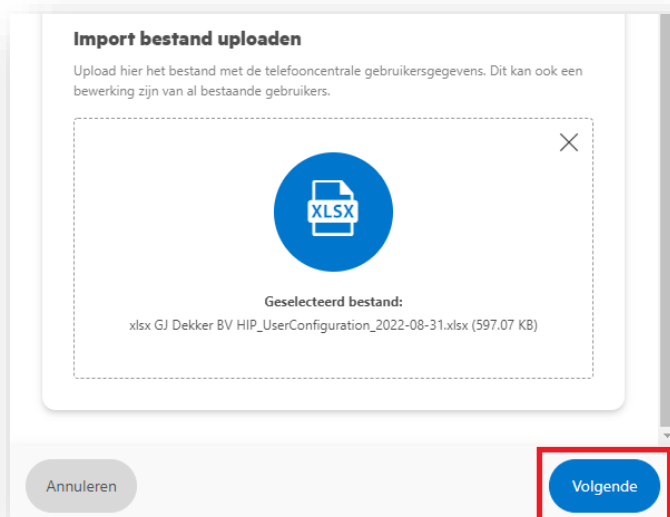 Import bestand uploaden
Upload hier het bestand met de telefooncentrale gebruikersgegevens. Dit kan ook een
bewerking zijn van al bestaande gebruikers.
XLSX
Geselecteerd bestand:
xlsx GJ Dekker BV HIP_UserConfiguration_2022-08-31.xlsx (597.07 KB)
Annuleren
Volgende